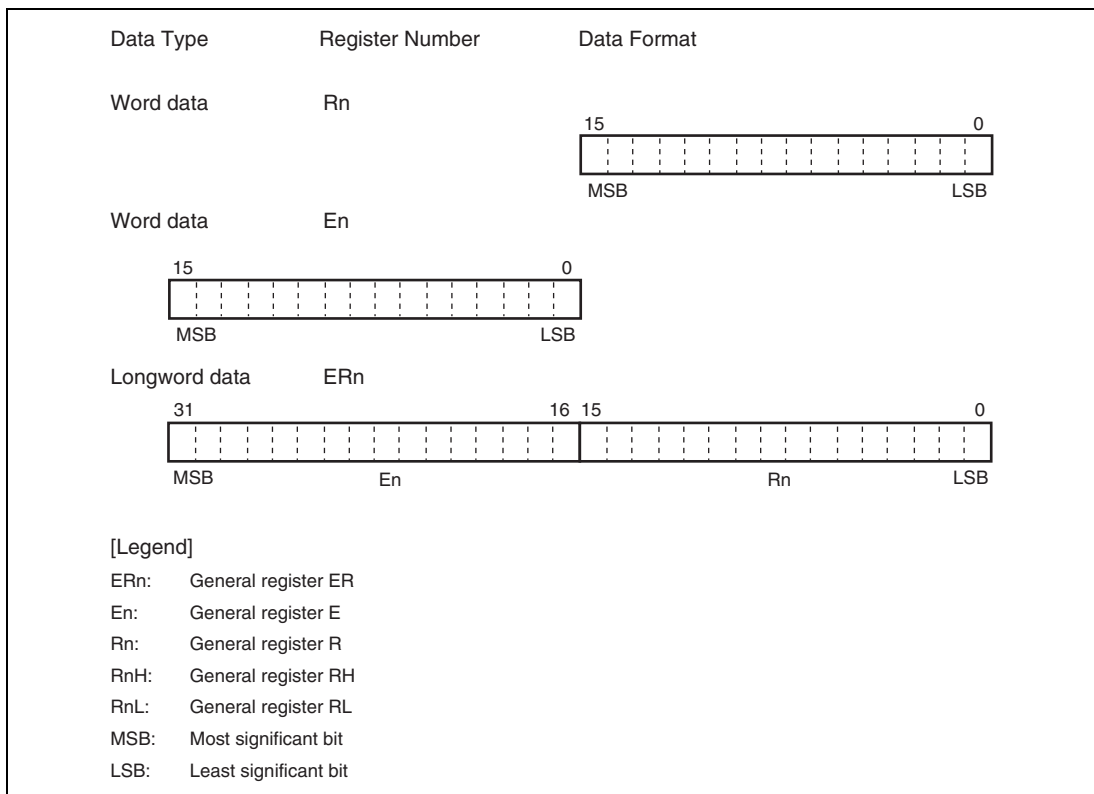 Data Type Register Number Data Format
Word data Rn
15 0
MSB LSB
Word data En
15 0
MSB LSB
Longword data ERn
31 16 15 0
MSB En Rn LSB
[Legend]
ERn: General register ER
En: General register E
Rn: General register R
RnH: General register RH
RnL: General register RL
MSB: Most significant bit
LSB: Least significant bit